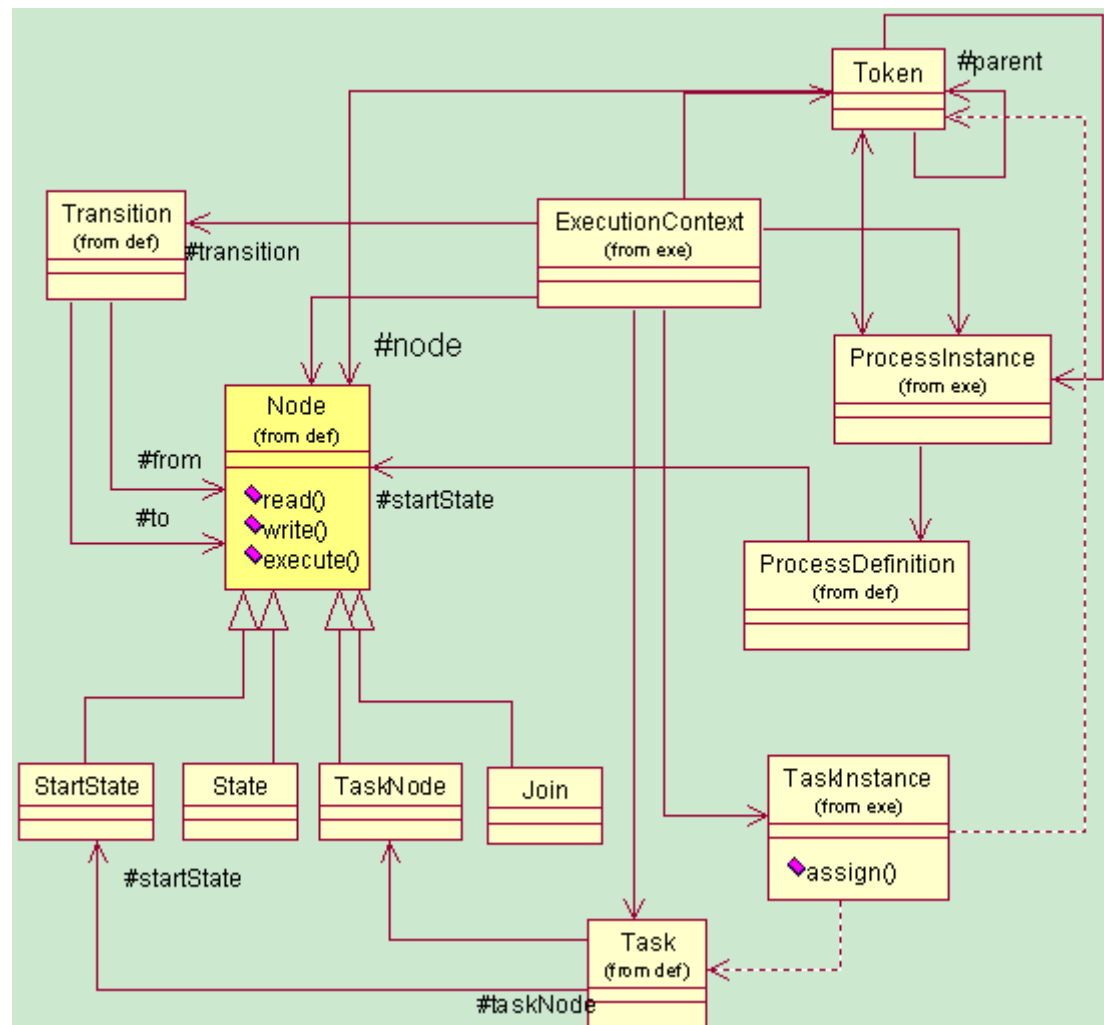 Token
#parent
Transition
(from def)
#transition
ExecutionContext
(from exe)
#node
ProcessInstance
(from exe)
Node
(from def)
read()
write()
execute()
#from
#to
#startState
ProcessDefinition
(from def)
StartState
State
TaskNode
Join
TaskInstance
(from exe)
assign()
#startState
Task
(from def)
#taskNode